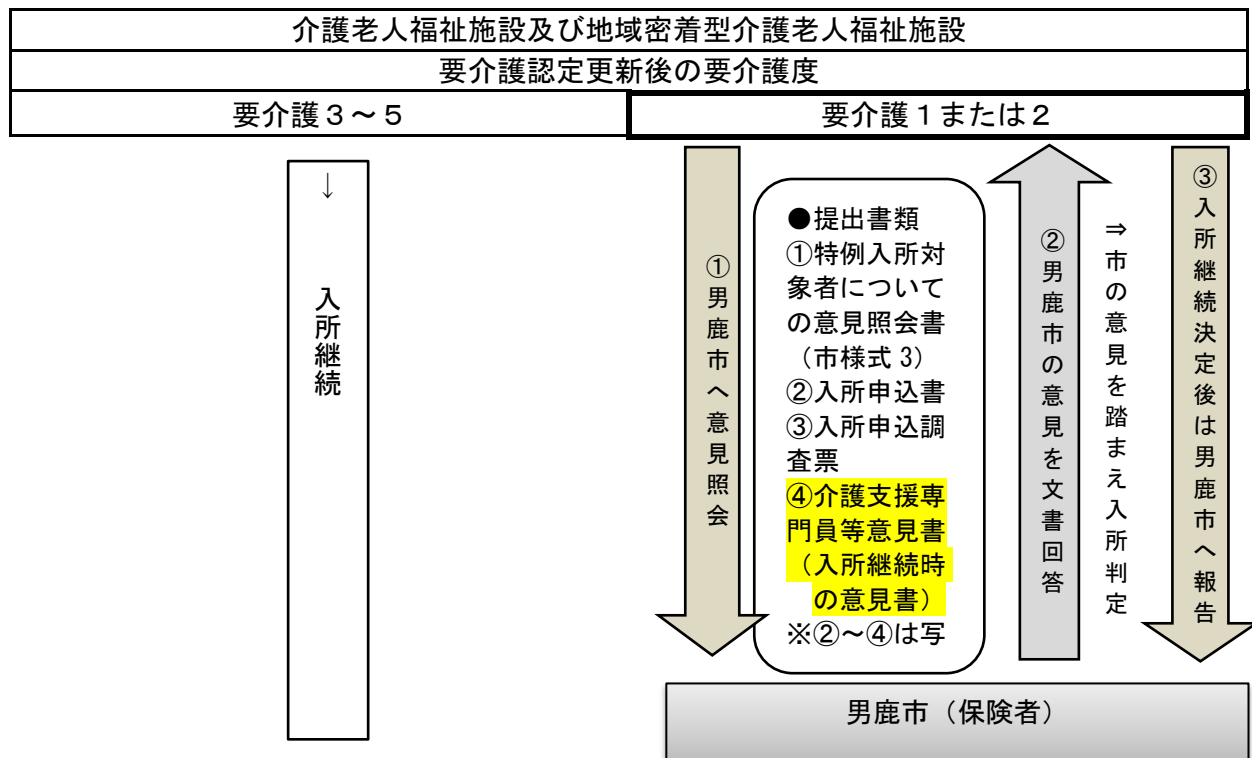 介護老人福祉施設及び地域密着型介護老人福祉施設
要介護認定更新後の要介護度
要介護３～５
要介護１または２
↓
入所継続
①男鹿市へ意見照会
●提出書類
①特例入所対
象者について
の意見照会書
（市様式 3）
②入所申込書
③入所申込調
査票
④介護支援専
門員等意見書
（入所継続時
の意見書）
※②～④は写
②男鹿市の意見を文書回答
⇒市の意見を踏まえ入所判定
③入所継続決定後は男鹿市へ報告
男鹿市（保険者）